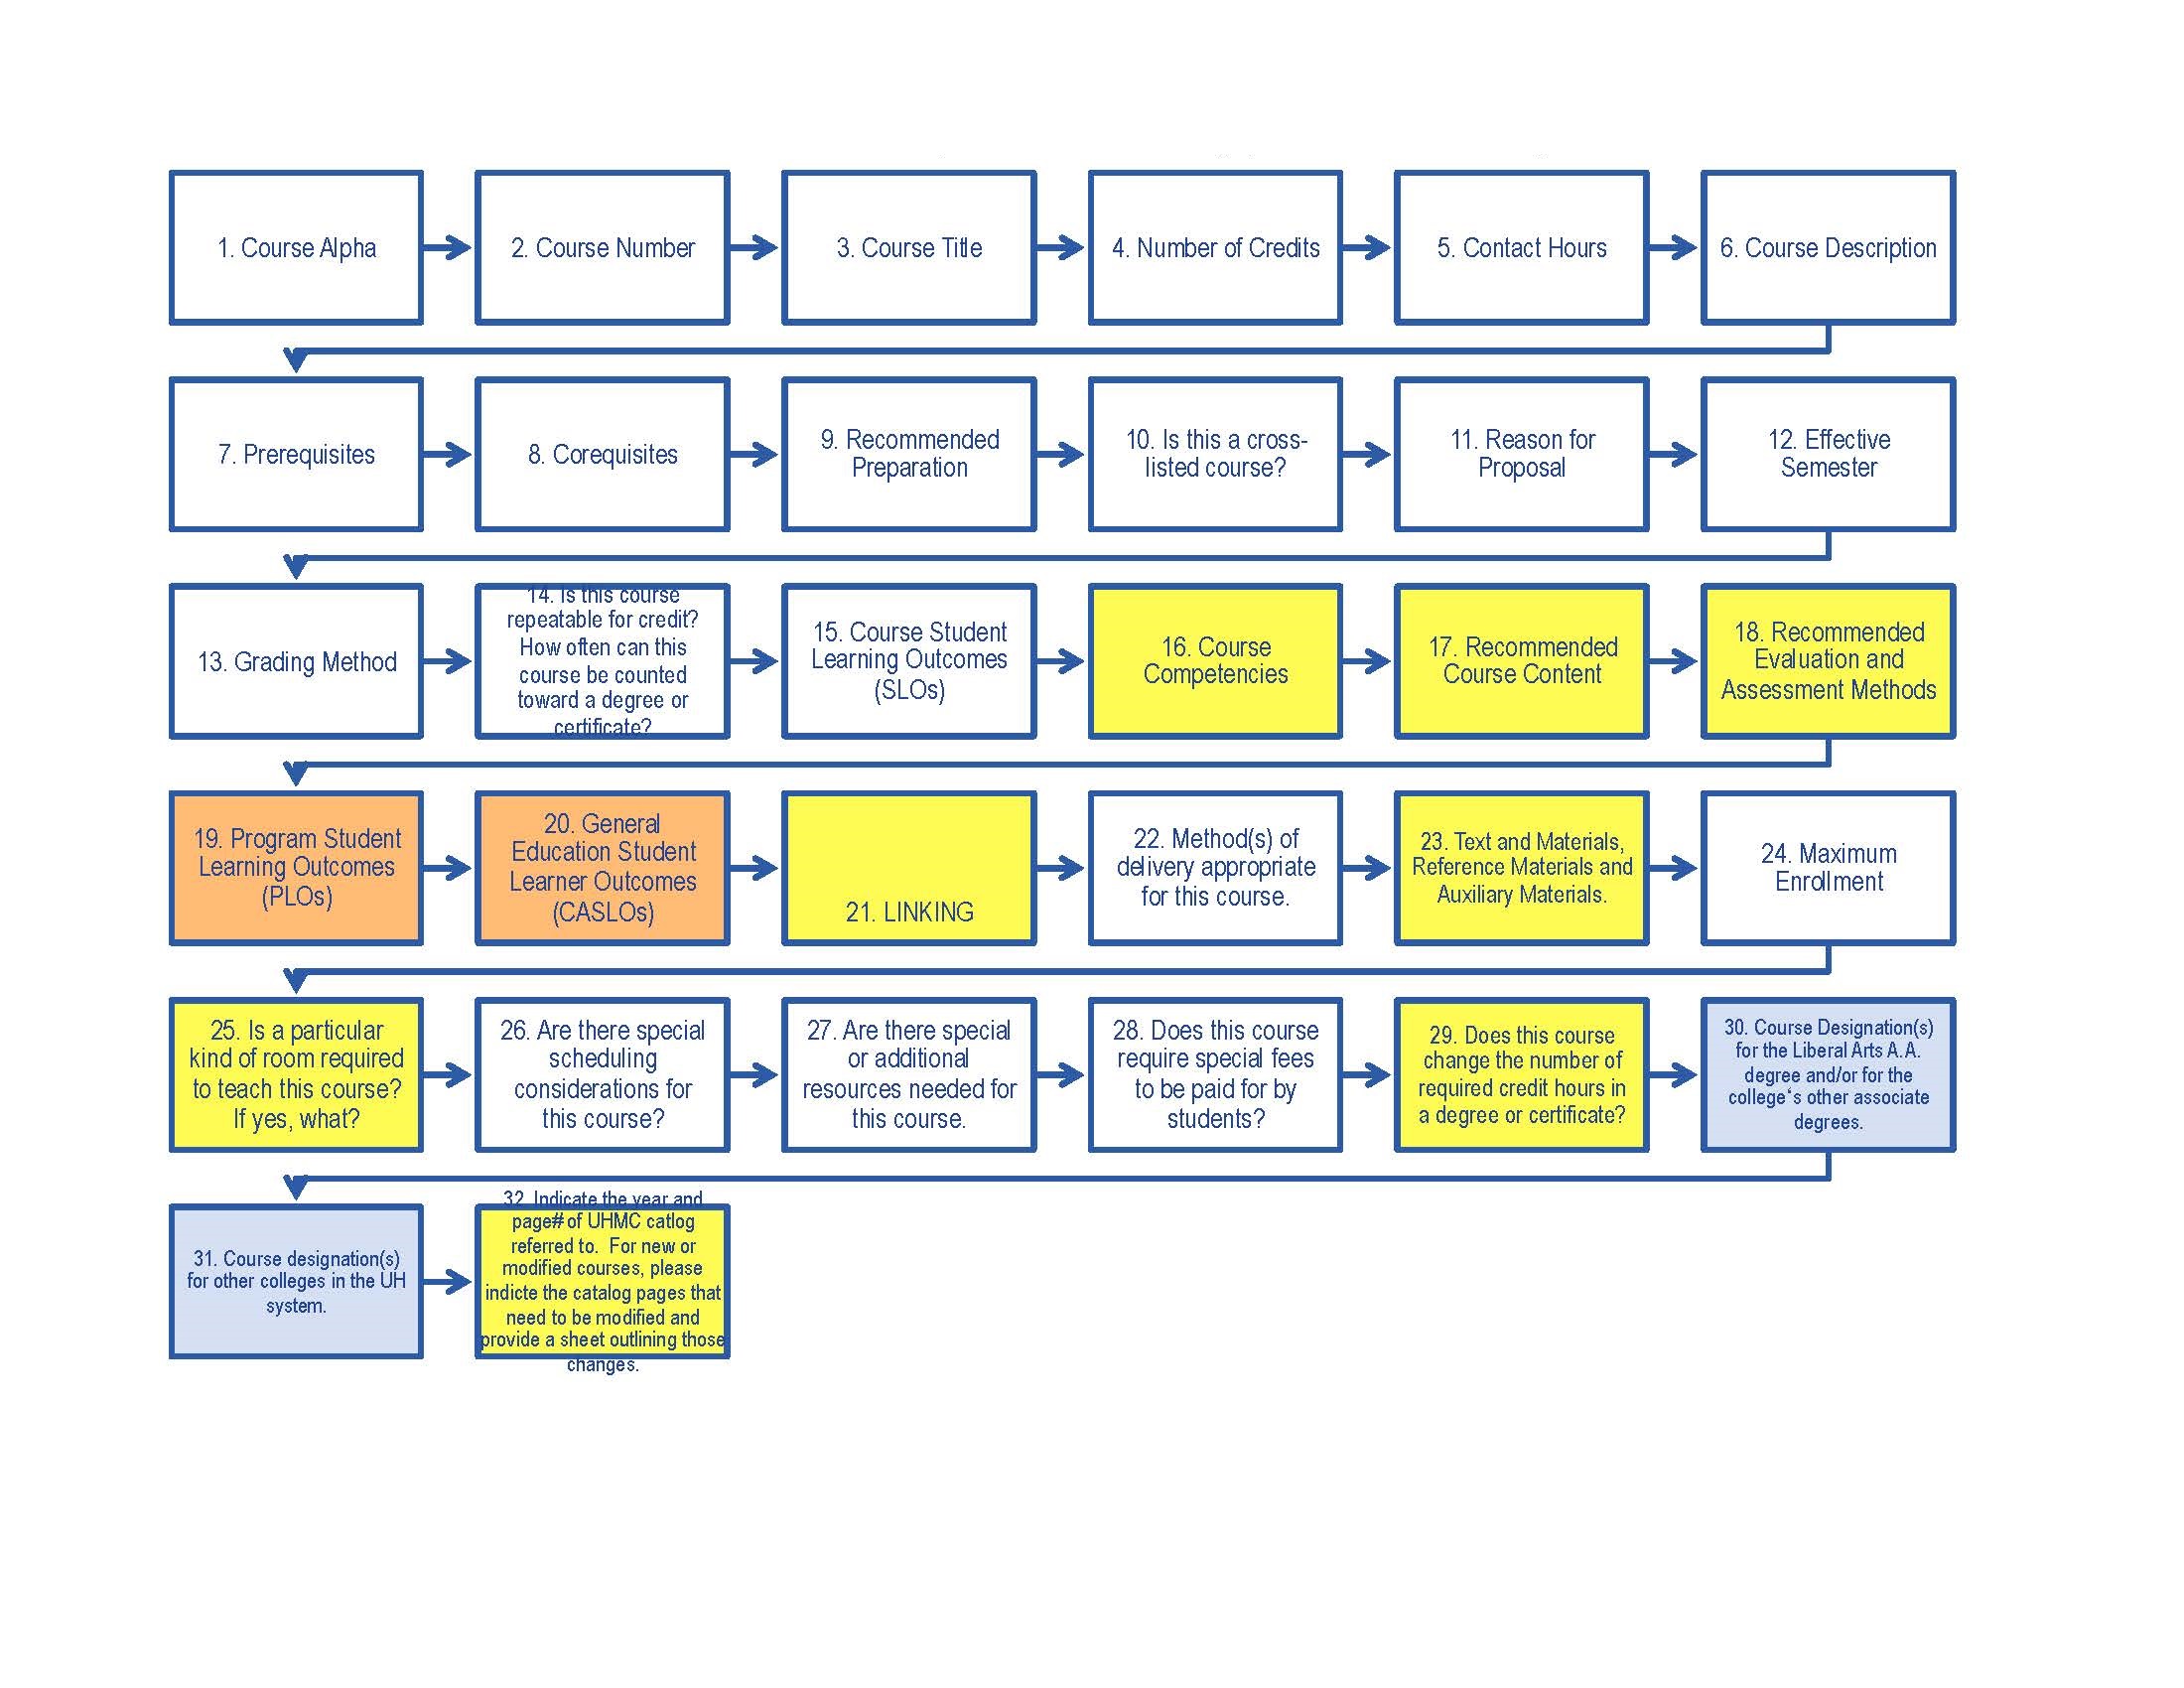 1. Course Alpha
2. Course Number
3. Course Title
4. Number of Credits
5. Contact Hours
6. Course Description
7. Prerequisites
8. Corequisites
9. Recommended
Preparation
10. Is this a cross-
listed course?
11. Reason for
Proposal
12. Effective
Semester
13. Grading Method
14. Is this course
repeatable for credit?
How often can this
course be counted
toward a degree or
certificate?
15. Course Student
Learning Outcomes
(SLOs)
16. Course
Competencies
17. Recommended
Course Content
18. Recommended
Evaluation and
Assessment Methods
19. Program Student
Learning Outcomes
(PLOs)
20. General
Education Student
Learner Outcomes
(CASLOs)
21. LINKING
22. Method(s) of
delivery appropriate
for this course.
23. Text and Materials,
Reference Materials and
Auxiliary Materials.
24. Maximum
Enrollment
25. Is a particular
kind of room required
to teach this course?
If yes, what?
26. Are there special
scheduling
considerations for
this course?
27. Are there special
or additional
resources needed for
this course.
28. Does this course
require special fees
to be paid for by
students?
29. Does this course
change the number of
required credit hours in
a degree or certificate?
30. Course Designation(s)
for the Liberal Arts A.A.
degree and/or for the
college‘s other associate
degrees.
31. Course designation(s)
for other colleges in the UH
system.
32. Indicate the year and
page# of UHMC catlog
referred to.  For new or
modified courses, please
indicte the catalog pages that
need to be modified and
provide a sheet outlining those
changes.